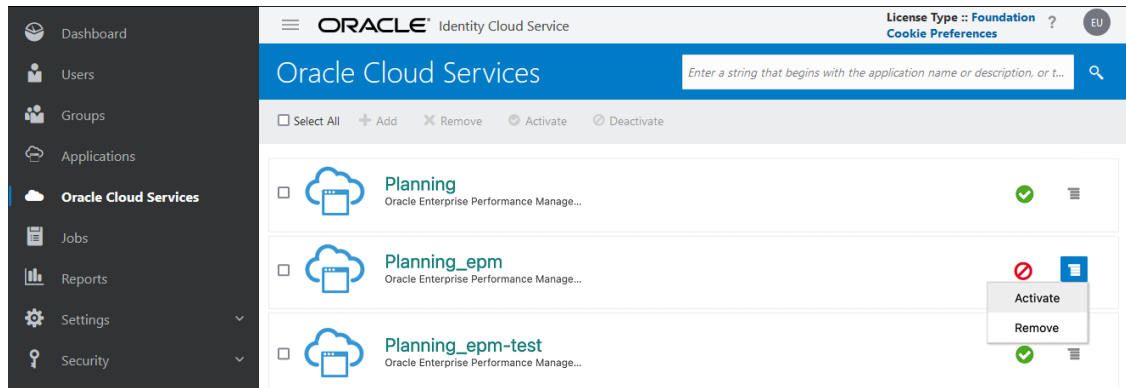 Dashboard
Users
Groups
Applications
Oracle Cloud Services
Jobs
Reports
Settings
Security
ORACLE® Identity Cloud Service
License Type :: Foundation
Cookie Preferences
?
EU
Oracle Cloud Services
Enter a string that begins with the application name or description, or t...
Select All Add Remove Activate Deactivate
Planning
Oracle Enterprise Performance Manage...
Planning_epm
Oracle Enterprise Performance Manage...
Activate
Remove
Planning_epm-test
Oracle Enterprise Performance Manage...